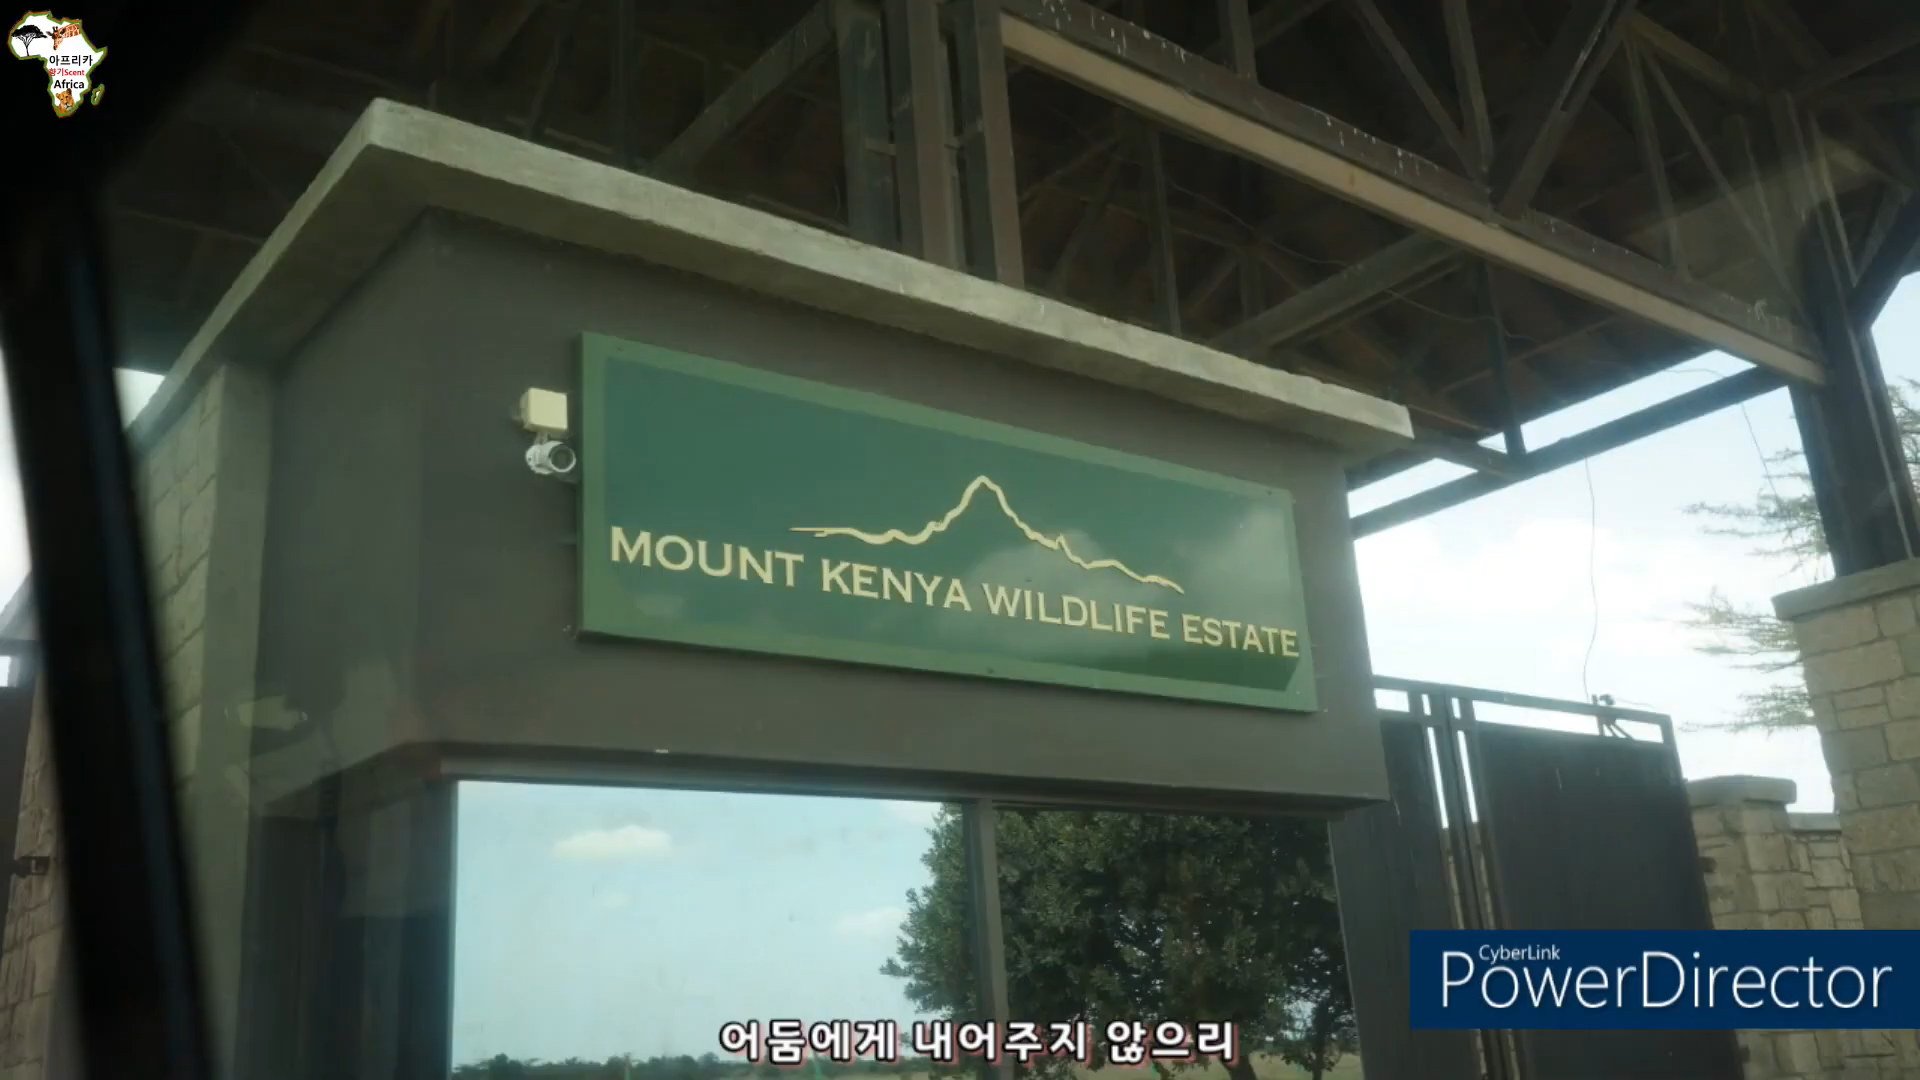 아프리카
향기Scent
Africa
MOUNT KENYA WILDLIFE ESTATE
CyberLink
PowerDirector
어둠에게 내어주지 않으리